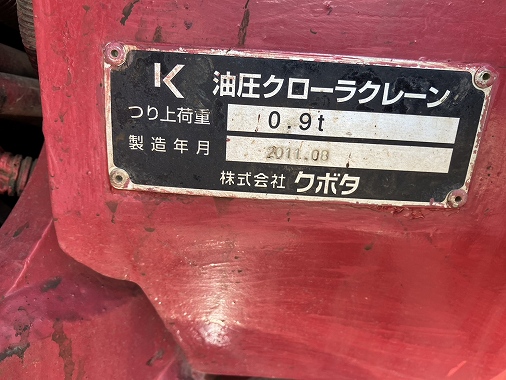 K 油圧クローラクレーン
つり上荷重 0.9t
製造年月 2011.08
株式会社 クボタ